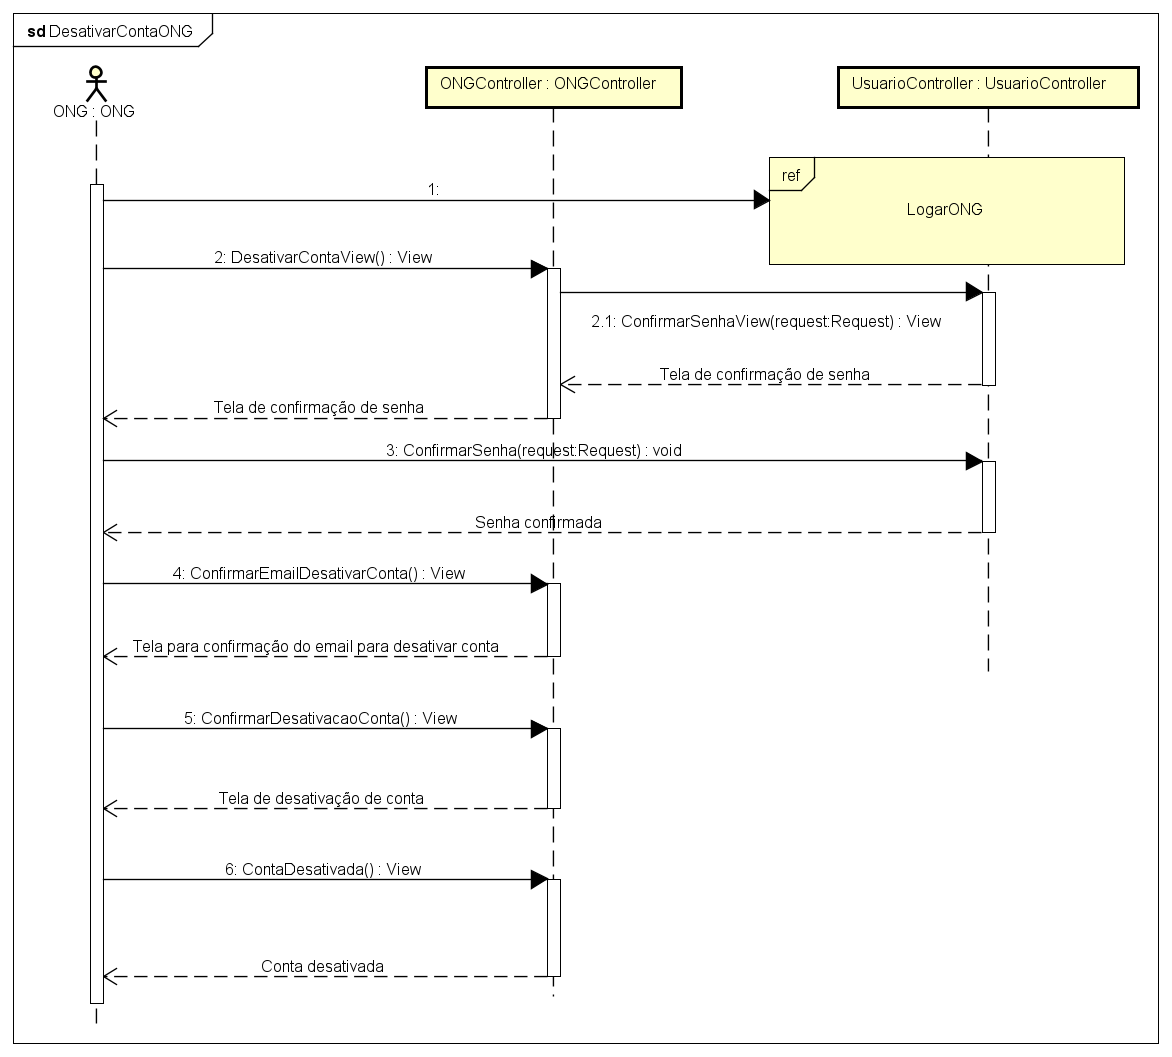 sd DesativarContaONG
ONG : ONG
ONGController : ONGController
UsuarioController : UsuarioController
ref
LogarONG
1:
2: DesativarContaView() : View
2.1: ConfirmarSenhaView(request:Request) : View
Tela de confirmação de senha
Tela de confirmação de senha
3: ConfirmarSenha(request:Request) : void
Senha confirmada
4: ConfirmarEmailDesativarConta() : View
Tela para confirmação do email para desativar conta
5: ConfirmarDesativacaoConta() : View
Tela de desativação de conta
6: ContaDesativada() : View
Conta desativada